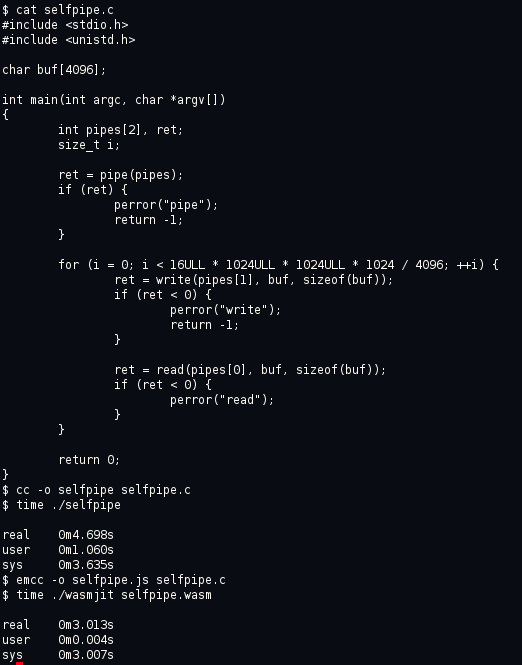 $ cat selfpipe.c
#include <stdio.h>
#include <unistd.h>

char buf[4096];

int main(int argc, char *argv[])
{
        int pipes[2], ret;
        size_t i;

        ret = pipe(pipes);
        if (ret) {
                perror("pipe");
                return -1;
        }

        for (i = 0; i < 16ULL * 1024ULL * 1024ULL * 1024 / 4096; ++i) {
                ret = write(pipes[1], buf, sizeof(buf));
                if (ret < 0) {
                        perror("write");
                        return -1;
                }

                ret = read(pipes[0], buf, sizeof(buf));
                if (ret < 0) {
                        perror("read");
                }
        }

        return 0;
}
$ cc -o selfpipe selfpipe.c
$ time ./selfpipe

real    0m4.698s
user    0m1.060s
sys     0m3.635s
$ emcc -o selfpipe.js selfpipe.c
$ time ./wasmjit selfpipe.wasm

real    0m3.013s
user    0m0.004s
sys     0m3.007s